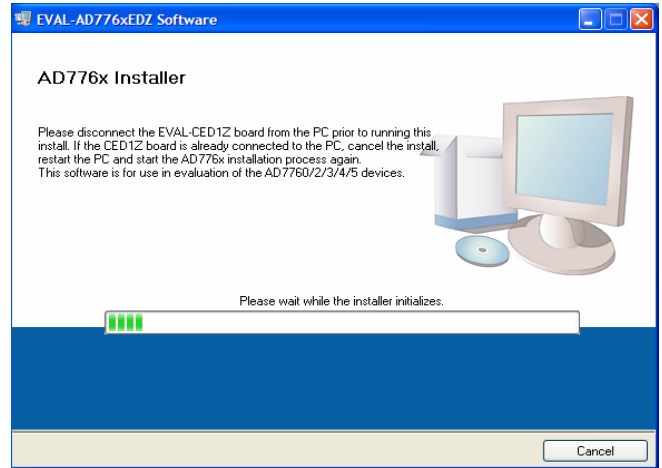 EVAL-AD776xEDZ Software
AD776x Installer
Please disconnect the EVAL-CED1Z board from the PC prior to running this
install. If the CED1Z board is already connected to the PC, cancel the install,
restart the PC and start the AD776x installation process again.
This software is for use in evaluation of the AD7760/2/3/4/5 devices.
Please wait while the installer initializes.
Cancel